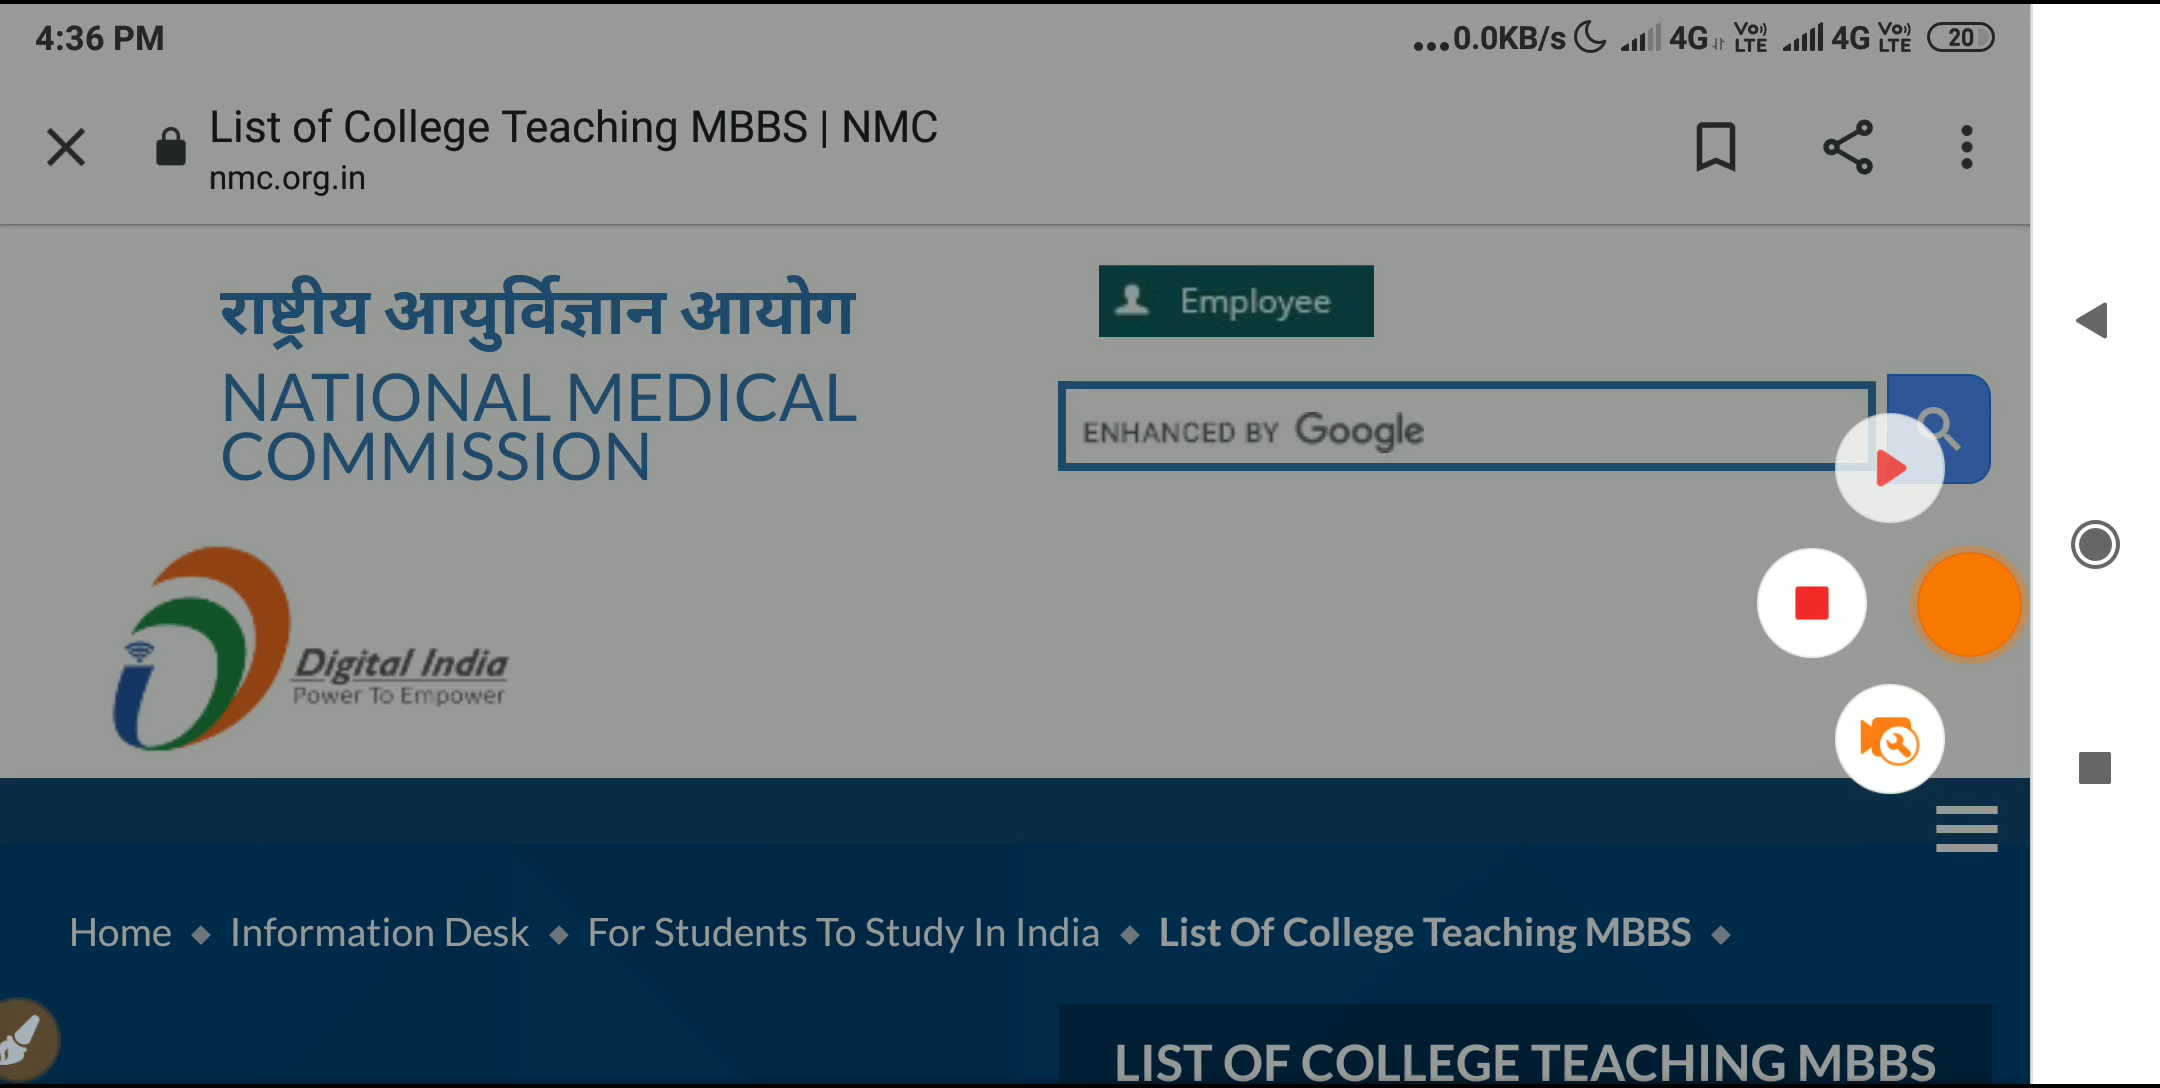 4:36 PM
...0.0KB/s 4G Vo) LTE 4G Vo) LTE 20
List of College Teaching MBBS | NMC
nmc.org.in
राष्ट्रीय आयुर्विज्ञान आयोग
NATIONAL MEDICAL
COMMISSION
Employee
ENHANCED BY Google
Digital India
Power To Empower
Home ◆ Information Desk ◆ For Students To Study In India ◆ List Of College Teaching MBBS ◆
LIST OF COLLEGE TEACHING MBBS